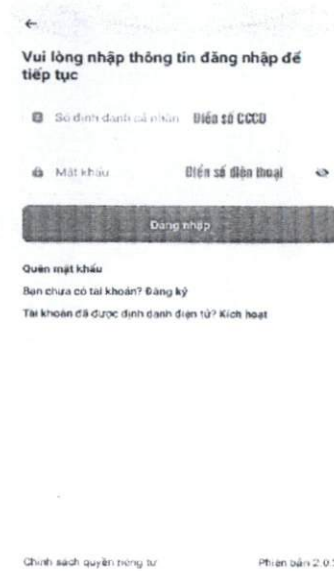 Vui lòng nhập thông tin đăng nhập để
tiếp tục
Số định danh cá nhân Điền số CCCD
Mật khẩu Điền số điện thoại
Đăng nhập
Quên mật khẩu
Bạn chưa có tài khoản? Đăng ký
Tài khoản đã được định danh điện tử? Kích hoạt
Chính sách quyền riêng tư Phiên bản 2.0.